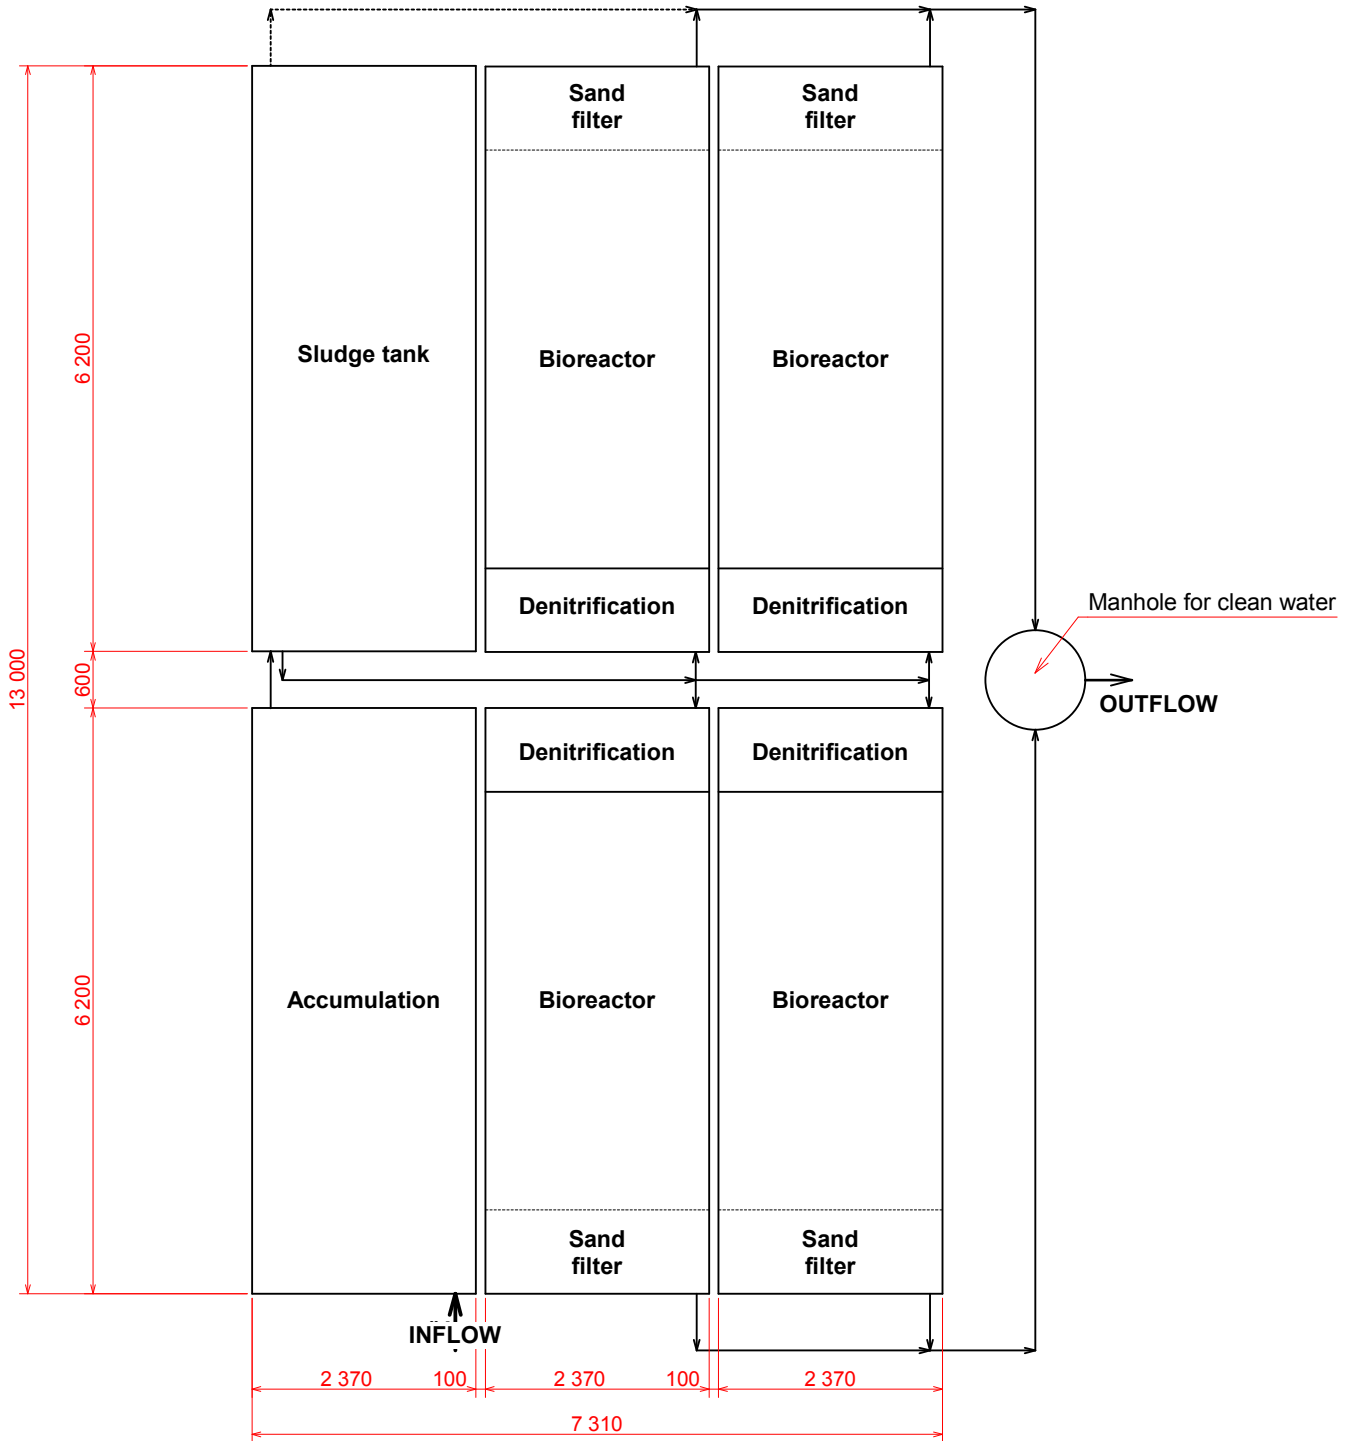 Sand
filter
Sand
filter
Sludge tank
Bioreactor
Bioreactor
6 200
Denitrification
Denitrification
Manhole for clean water
13 000
600
OUTFLOW
Denitrification
Denitrification
6 200
Accumulation
Bioreactor
Bioreactor
Sand
filter
Sand
filter
INFLOW
2 370
100
2 370
100
2 370
7 310